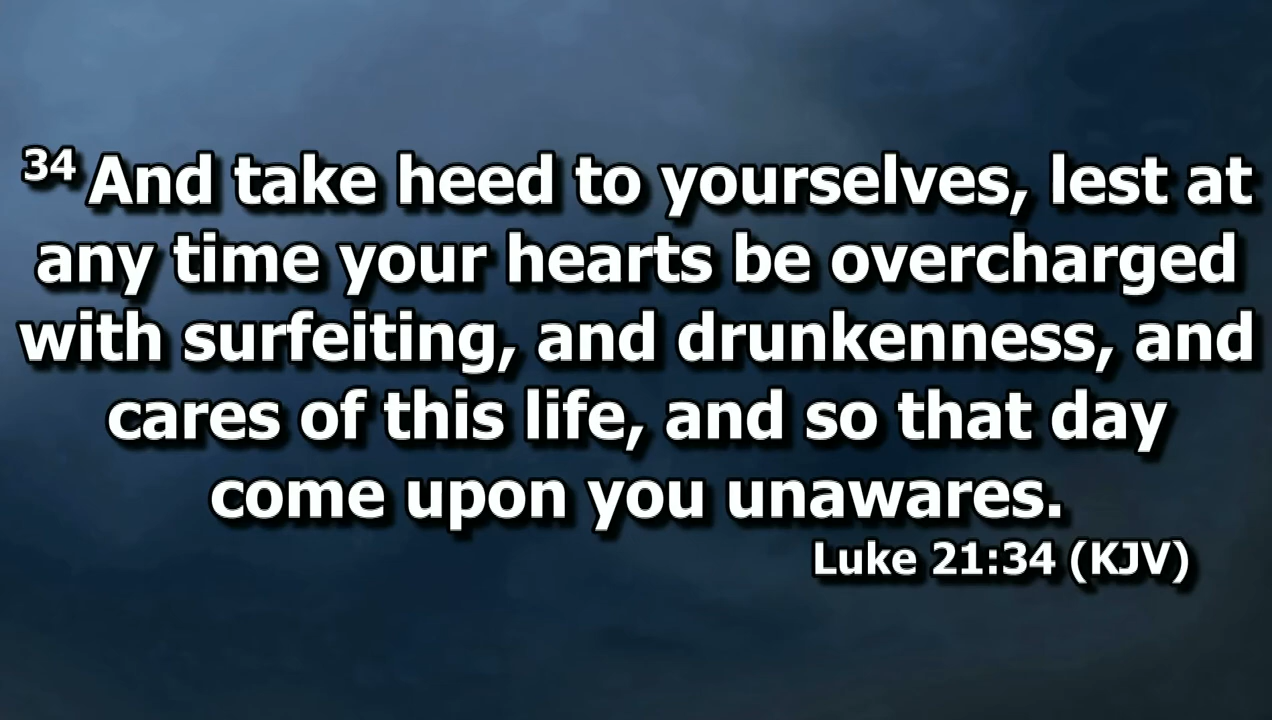 34 And take heed to yourselves, lest at
any time your hearts be overcharged
with surfeiting, and drunkenness, and
cares of this life, and so that day
come upon you unawares.
Luke 21:34 (KJV)